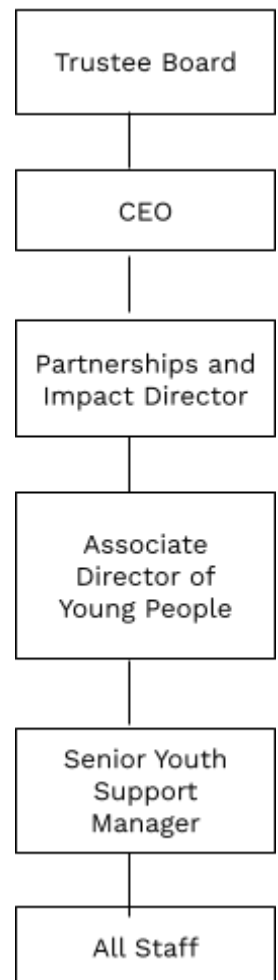 Trustee Board
CEO
Partnerships and
Impact Director
Associate
Director of
Young People
Senior Youth
Support
Manager
All Staff